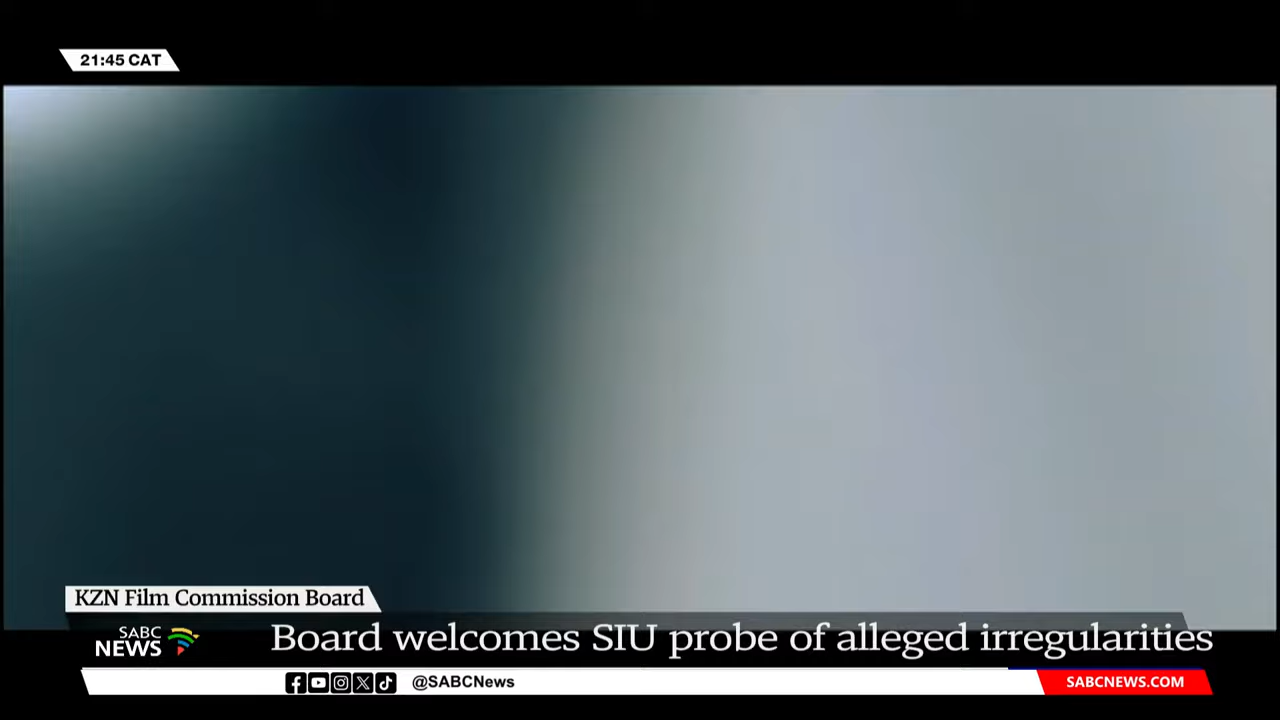 21:45 CAT
KZN Film Commission Board
SABC
NEWS
Board welcomes SIU probe of alleged irregularities
@SABCNews
SABCNEWS.COM